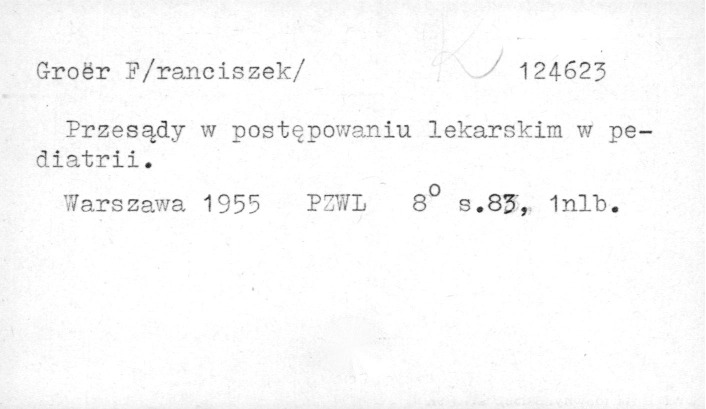 Groër F/ranciszek/ K 124623
Przesądy w postępowaniu lekarskim w pe-
diatrii.
Warszawa 1955 PZWL 8° s.83, 1nlb.